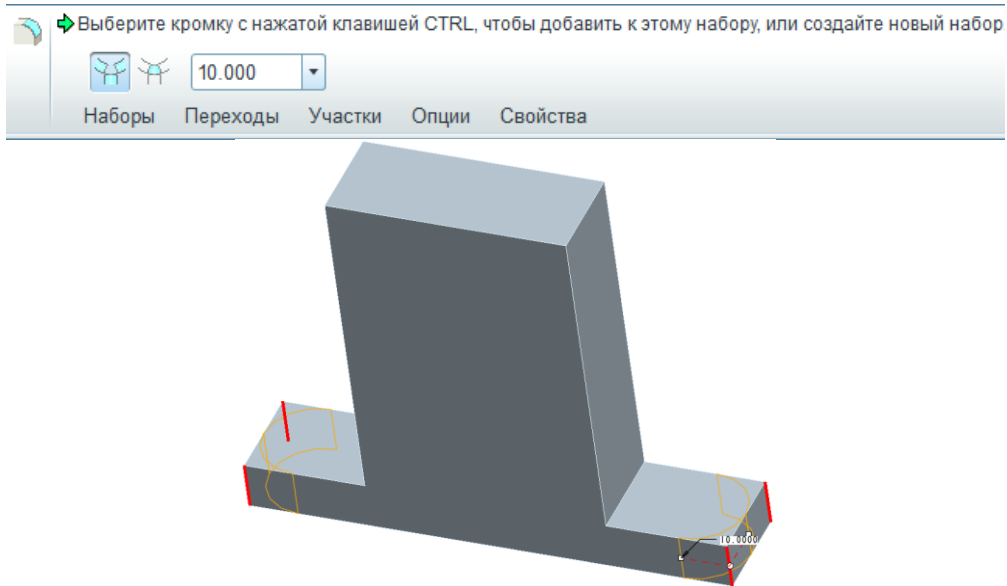 Выберите кромку с нажатой клавишей CTRL, чтобы добавить к этому набору, или создайте новый набор.
10.000
Наборы Переходы Участки Опции Свойства
10.0000